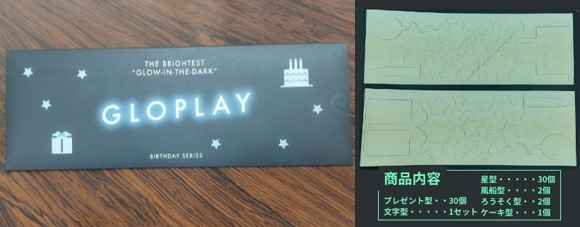 THE BRIGHTEST
"GLOW-IN-THE-DARK"
GLOPLAY
BIRTHDAY SERIES
商品内容
プレゼント型・・30個
文字型・・・・・1セット
星型・・・・・30個
風船型・・・・2個
ろうそく型・・2個
ケーキ型・・・1個